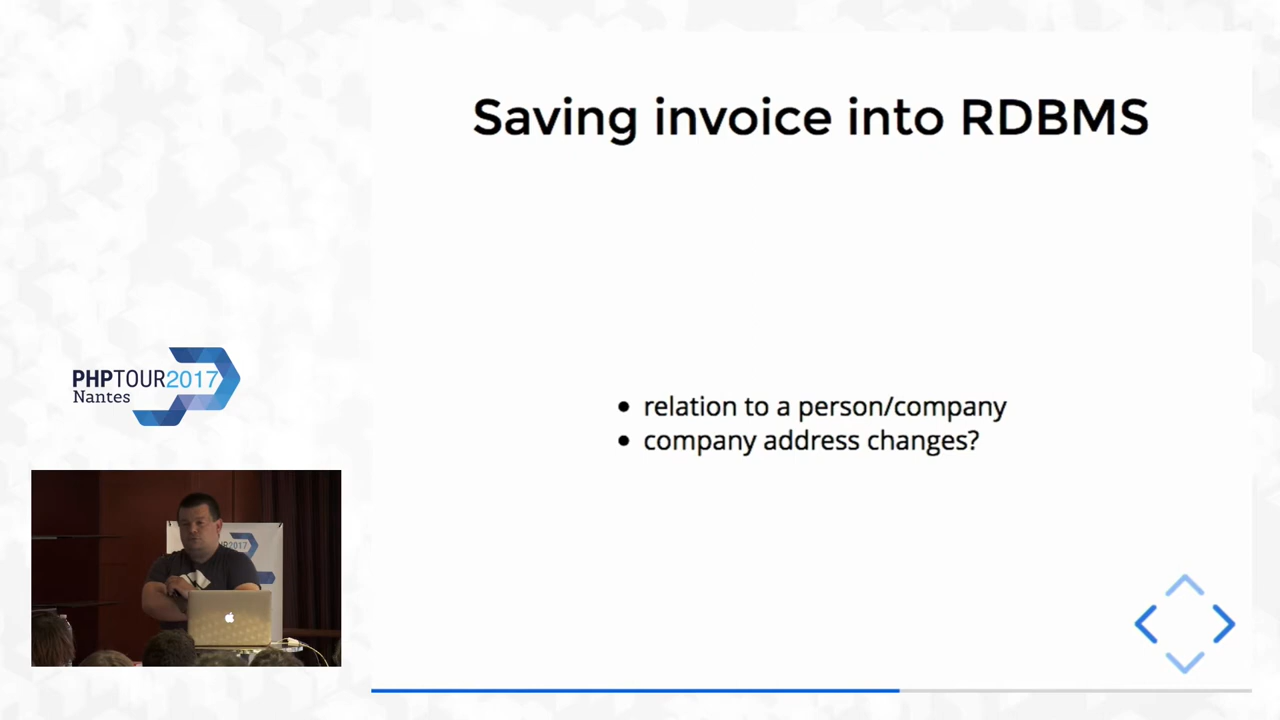 Saving invoice into RDBMS
relation to a person/company
company address changes?
PHPTOUR2017
Nantes